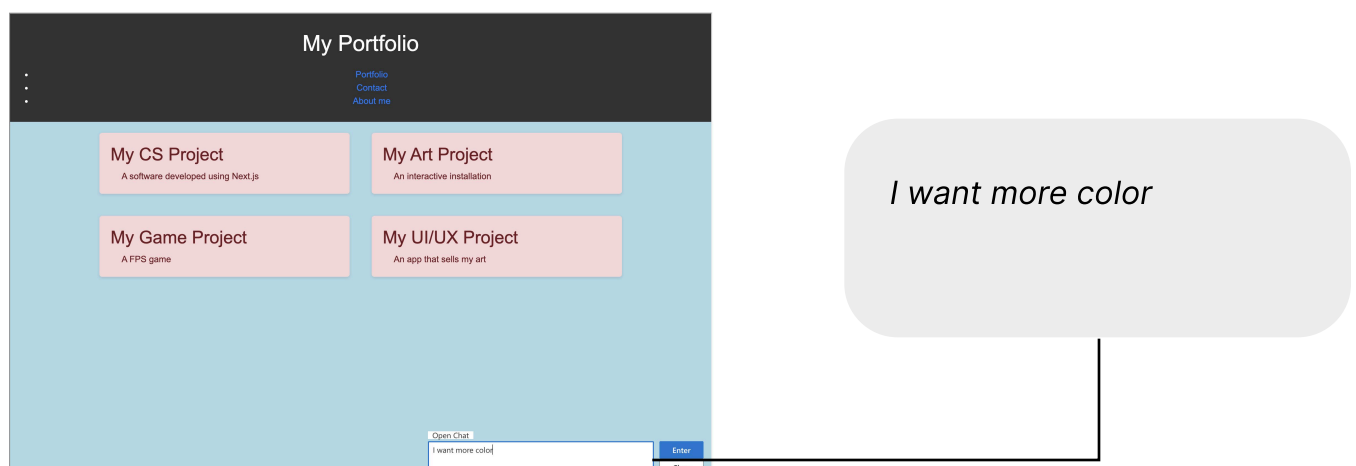 My Portfolio
Portfolio
Contact
About me
My CS Project
A software developed using Next.js
My Art Project
An interactive installation
My Game Project
A FPS game
My UI/UX Project
An app that sells my art
Open Chat
I want more color
Enter
I want more color